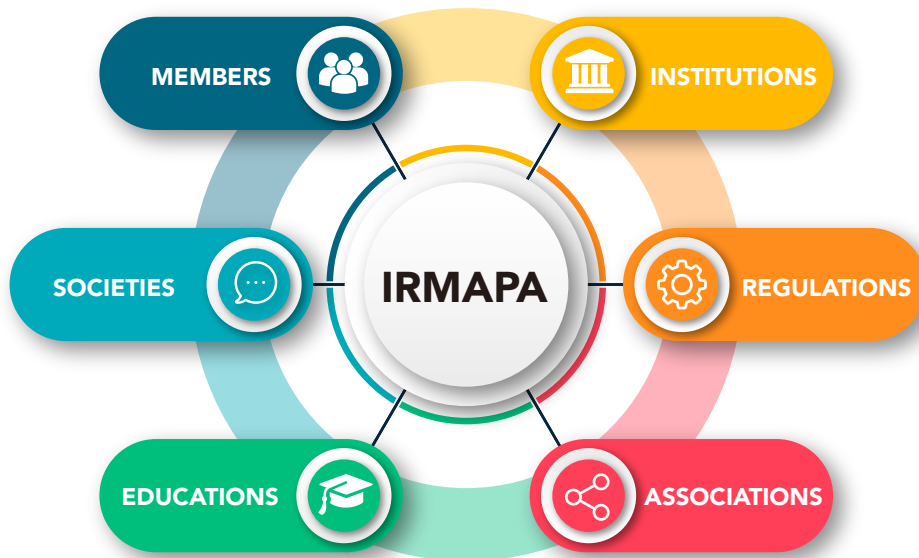 MEMBERS
INSTITUTIONS
SOCIETIES
IRMAPA
REGULATIONS
EDUCATIONS
ASSOCIATIONS